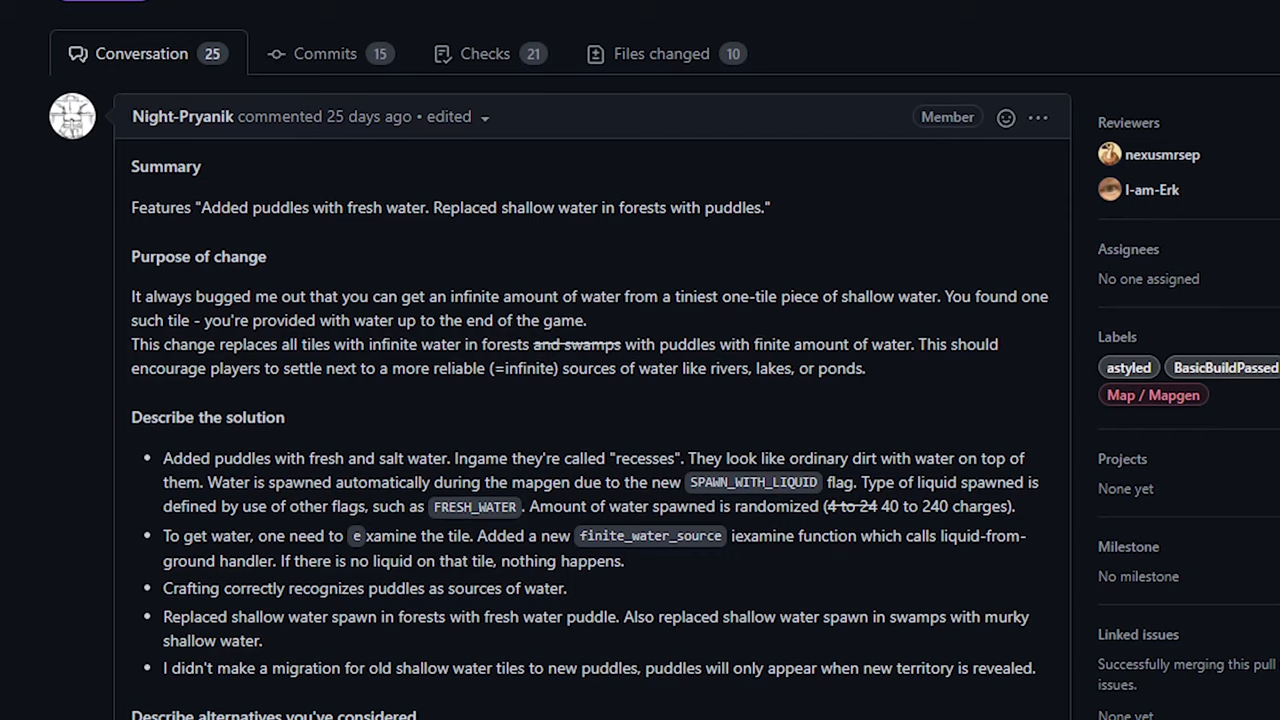 Conversation 25 Commits 15 Checks 21 Files changed 10
Night-Pryanik commented 25 days ago • edited Member
Summary
Features "Added puddles with fresh water. Replaced shallow water in forests with puddles."
Purpose of change
It always bugged me out that you can get an infinite amount of water from a tiniest one-tile piece of shallow water. You found one
such tile - you're provided with water up to the end of the game.
This change replaces all tiles with infinite water in forests and swamps with puddles with finite amount of water. This should
encourage players to settle next to a more reliable (=infinite) sources of water like rivers, lakes, or ponds.
Describe the solution
• Added puddles with fresh and salt water. Ingame they're called "recesses". They look like ordinary dirt with water on top of
them. Water is spawned automatically during the mapgen due to the new SPAWN_WITH_LIQUID flag. Type of liquid spawned is
defined by use of other flags, such as FRESH_WATER. Amount of water spawned is randomized (4 to 24 40 to 240 charges).
• To get water, one need to examine the tile. Added a new finite_water_source iexamine function which calls liquid-from-
ground handler. If there is no liquid on that tile, nothing happens.
• Crafting correctly recognizes puddles as sources of water.
• Replaced shallow water spawn in forests with fresh water puddle. Also replaced shallow water spawn in swamps with murky
shallow water.
• I didn't make a migration for old shallow water tiles to new puddles, puddles will only appear when new territory is revealed.
Describe alternatives you've considered
Reviewers
nexusmrsep
I-am-Erk
Assignees
No one assigned
Labels
astyled BasicBuildPassed
Map / Mapgen
Projects
None yet
Milestone
No milestone
Linked issues
Successfully merging this pull
issues.
None yet